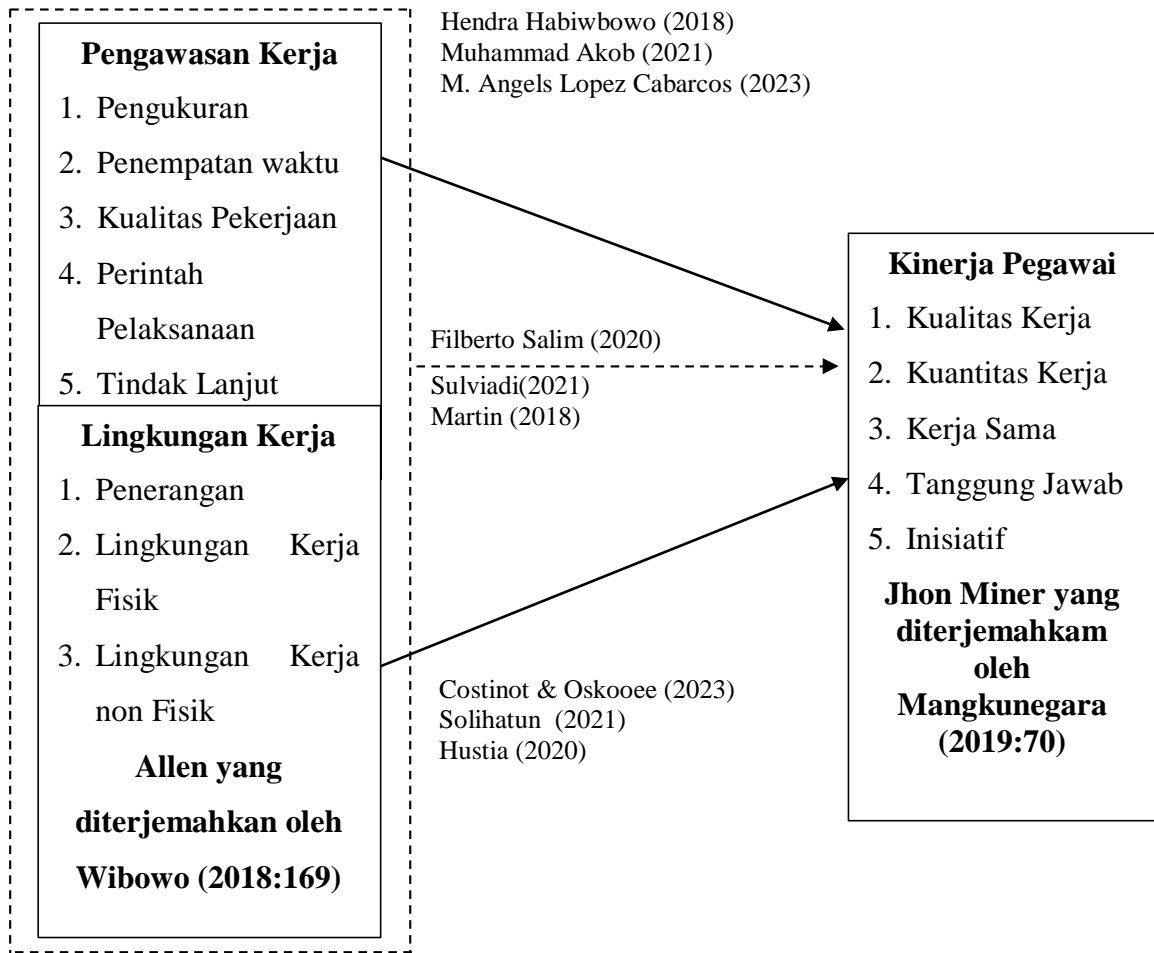 Hendra Habiwbowo (2018)
Muhammad Akob (2021)
M. Angels Lopez Cabarcos (2023)
Pengawasan Kerja
1. Pengukuran
2. Penempatan waktu
3. Kualitas Pekerjaan
4. Perintah
Pelaksanaan
5. Tindak Lanjut
Lingkungan Kerja
1. Penerangan
2. Lingkungan Kerja
Fisik
3. Lingkungan Kerja
non Fisik
Allen yang
diterjemahkan oleh
Wibowo (2018:169)
Filberto Salim (2020)
Sulviadi(2021)
Martin (2018)
Costinot & Oskooee (2023)
Solihatun (2021)
Hustia (2020)
Kinerja Pegawai
1. Kualitas Kerja
2. Kuantitas Kerja
3. Kerja Sama
4. Tanggung Jawab
5. Inisiatif
Jhon Miner yang
diterjemahkam
oleh
Mangkunegara
(2019:70)